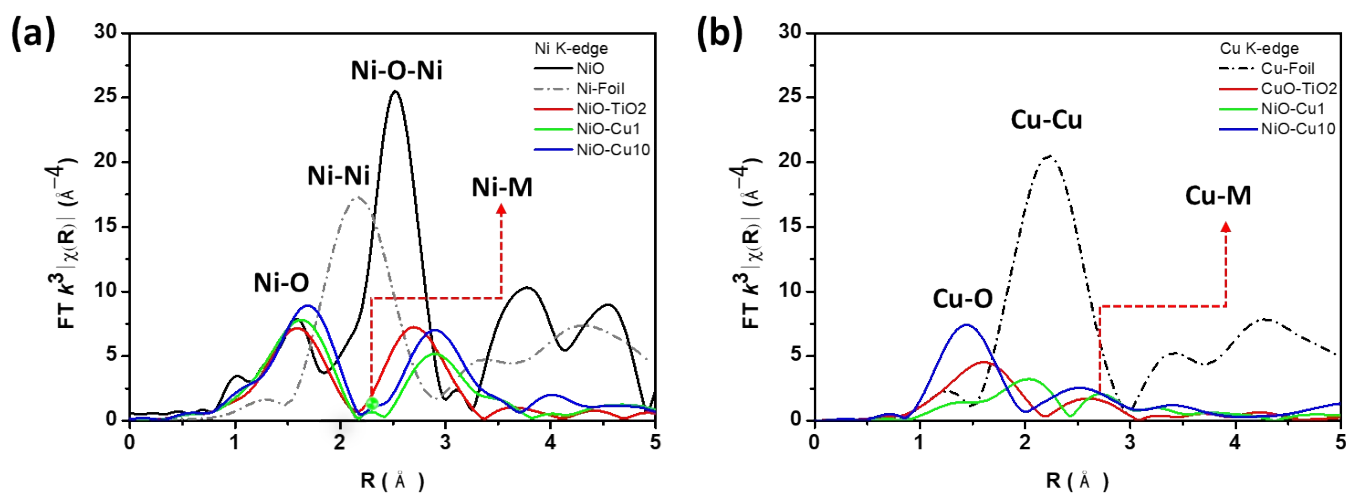 (a)
30
25
20
15
10
5
0
FT k³ |χ(R)| (Å⁻⁴)
0 1 2 3 4 5
R ( Å )
Ni K-edge
NiO
Ni-Foil
NiO-TiO2
NiO-Cu1
NiO-Cu10
Ni-O-Ni
Ni-Ni
Ni-M
Ni-O
(b)
30
25
20
15
10
5
0
FT k³ |χ(R)| (Å⁻⁴)
0 1 2 3 4 5
R ( Å )
Cu K-edge
Cu-Foil
CuO-TiO2
NiO-Cu1
NiO-Cu10
Cu-Cu
Cu-M
Cu-O